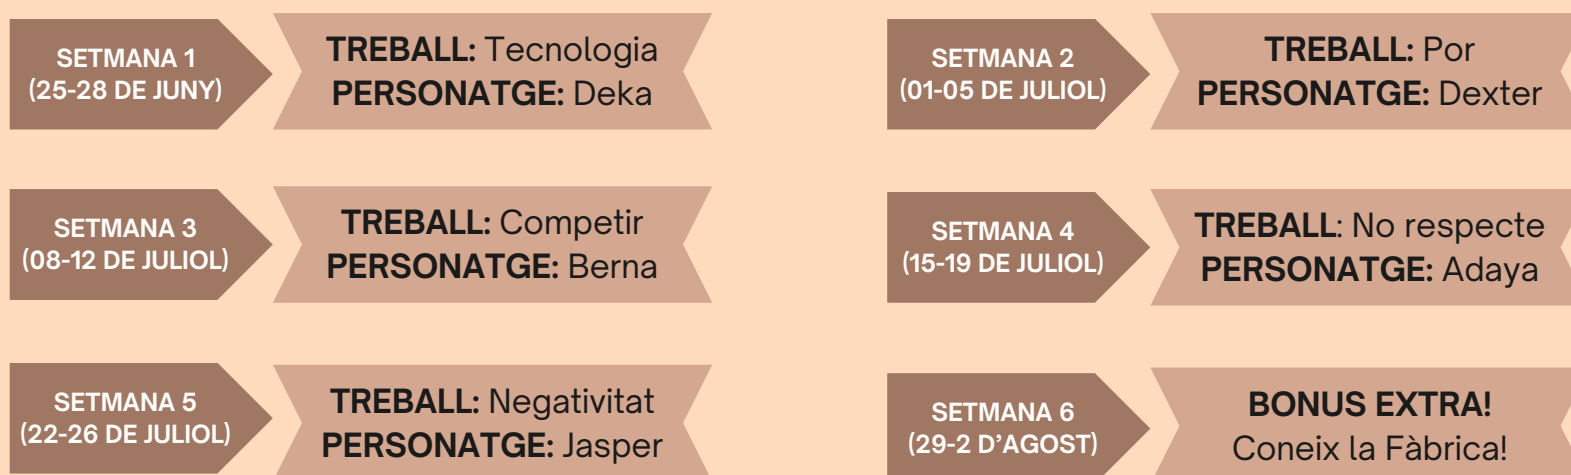 SETMANA 1
(25-28 DE JUNY)
TREBALL: Tecnologia
PERSONATGE: Deka
SETMANA 2
(01-05 DE JULIOL)
TREBALL: Por
PERSONATGE: Dexter
SETMANA 3
(08-12 DE JULIOL)
TREBALL: Competir
PERSONATGE: Berna
SETMANA 4
(15-19 DE JULIOL)
TREBALL: No respecte
PERSONATGE: Adaya
SETMANA 5
(22-26 DE JULIOL)
TREBALL: Negativitat
PERSONATGE: Jasper
SETMANA 6
(29-2 D’AGOST)
BONUS EXTRA!
Coneix la Fàbrica!